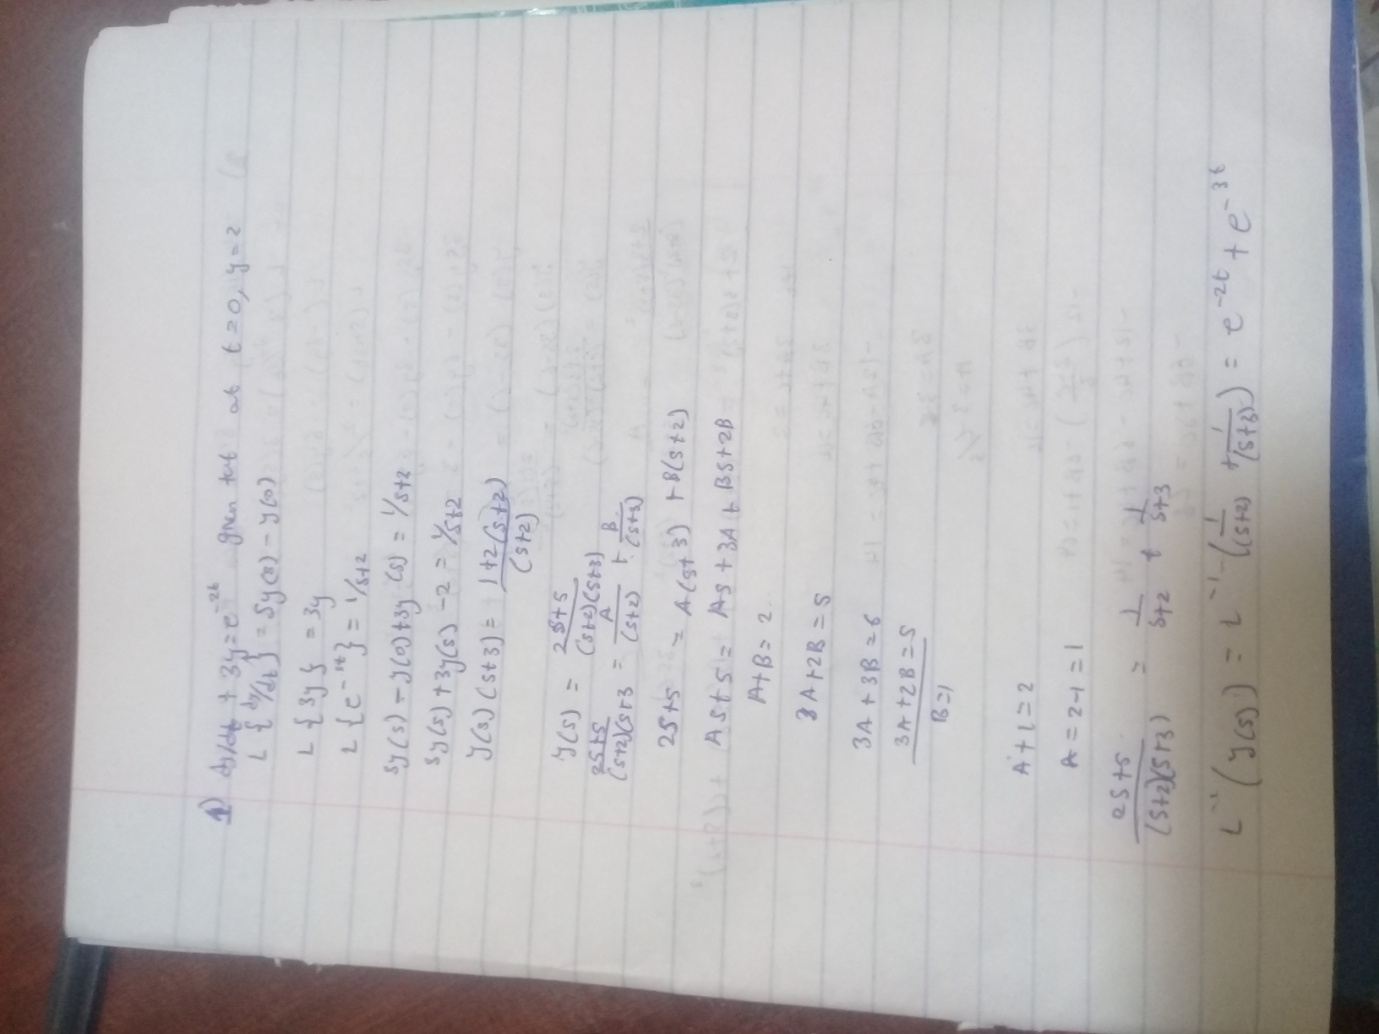 1) dy/dt + 3y = e^-2t given that at t=0, y=2
L { dy/dt } = Sy(s) - y(0)
L { 3y } = 3y
L { e^-2t } = 1/s+2
Sy(s) - y(0) + 3y(s) = 1/s+2
Sy(s) + 3y(s) - 2 = 1/s+2
y(s) (s+3) = 1+2(s+2) / (s+2)
y(s) = 2s+5 / (s+2)(s+3)
2s+5 / (s+2)(s+3 = A / (s+2) + B / (s+3)
2s+5 = A(s+3) + B(s+2)
As+5 = As + 3A + Bs + 2B
A+B = 2
3A+2B = 5
3A + 3B = 6
3A + 2B = 5
B = 1
A + 1 = 2
A = 2-1 = 1
2s+5 / (s+2)(s+3) = 1 / s+2 + 1 / s+3
L^-1 (y(s)) = L^-1 (1 / (s+2) + 1 / (s+3)) = e^-2t + e^-3t